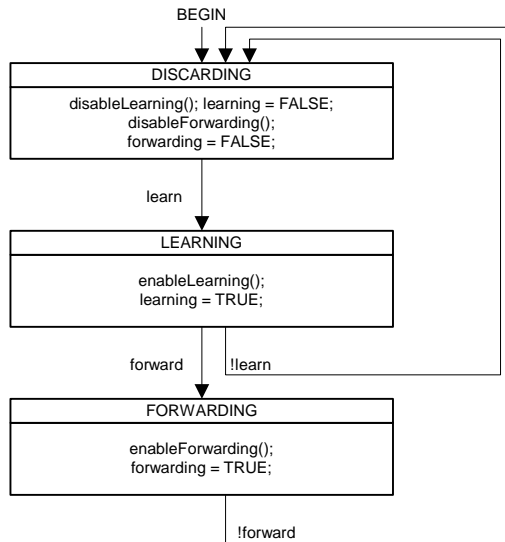 BEGIN
DISCARDING
disableLearning(); learning = FALSE;
disableForwarding();
forwarding = FALSE;
learn
LEARNING
enableLearning();
learning = TRUE;
forward
!learn
FORWARDING
enableForwarding();
forwarding = TRUE;
!forward